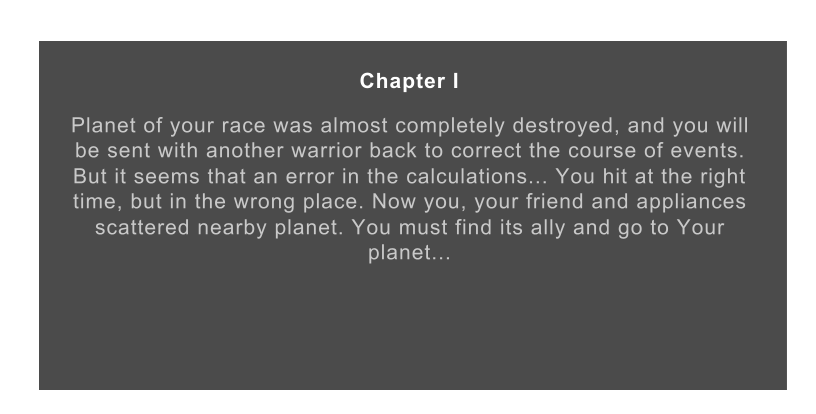 Chapter I
Planet of your race was almost completely destroyed, and you will
be sent with another warrior back to correct the course of events.
But it seems that an error in the calculations... You hit at the right
time, but in the wrong place. Now you, your friend and appliances
scattered nearby planet. You must find its ally and go to Your
planet...